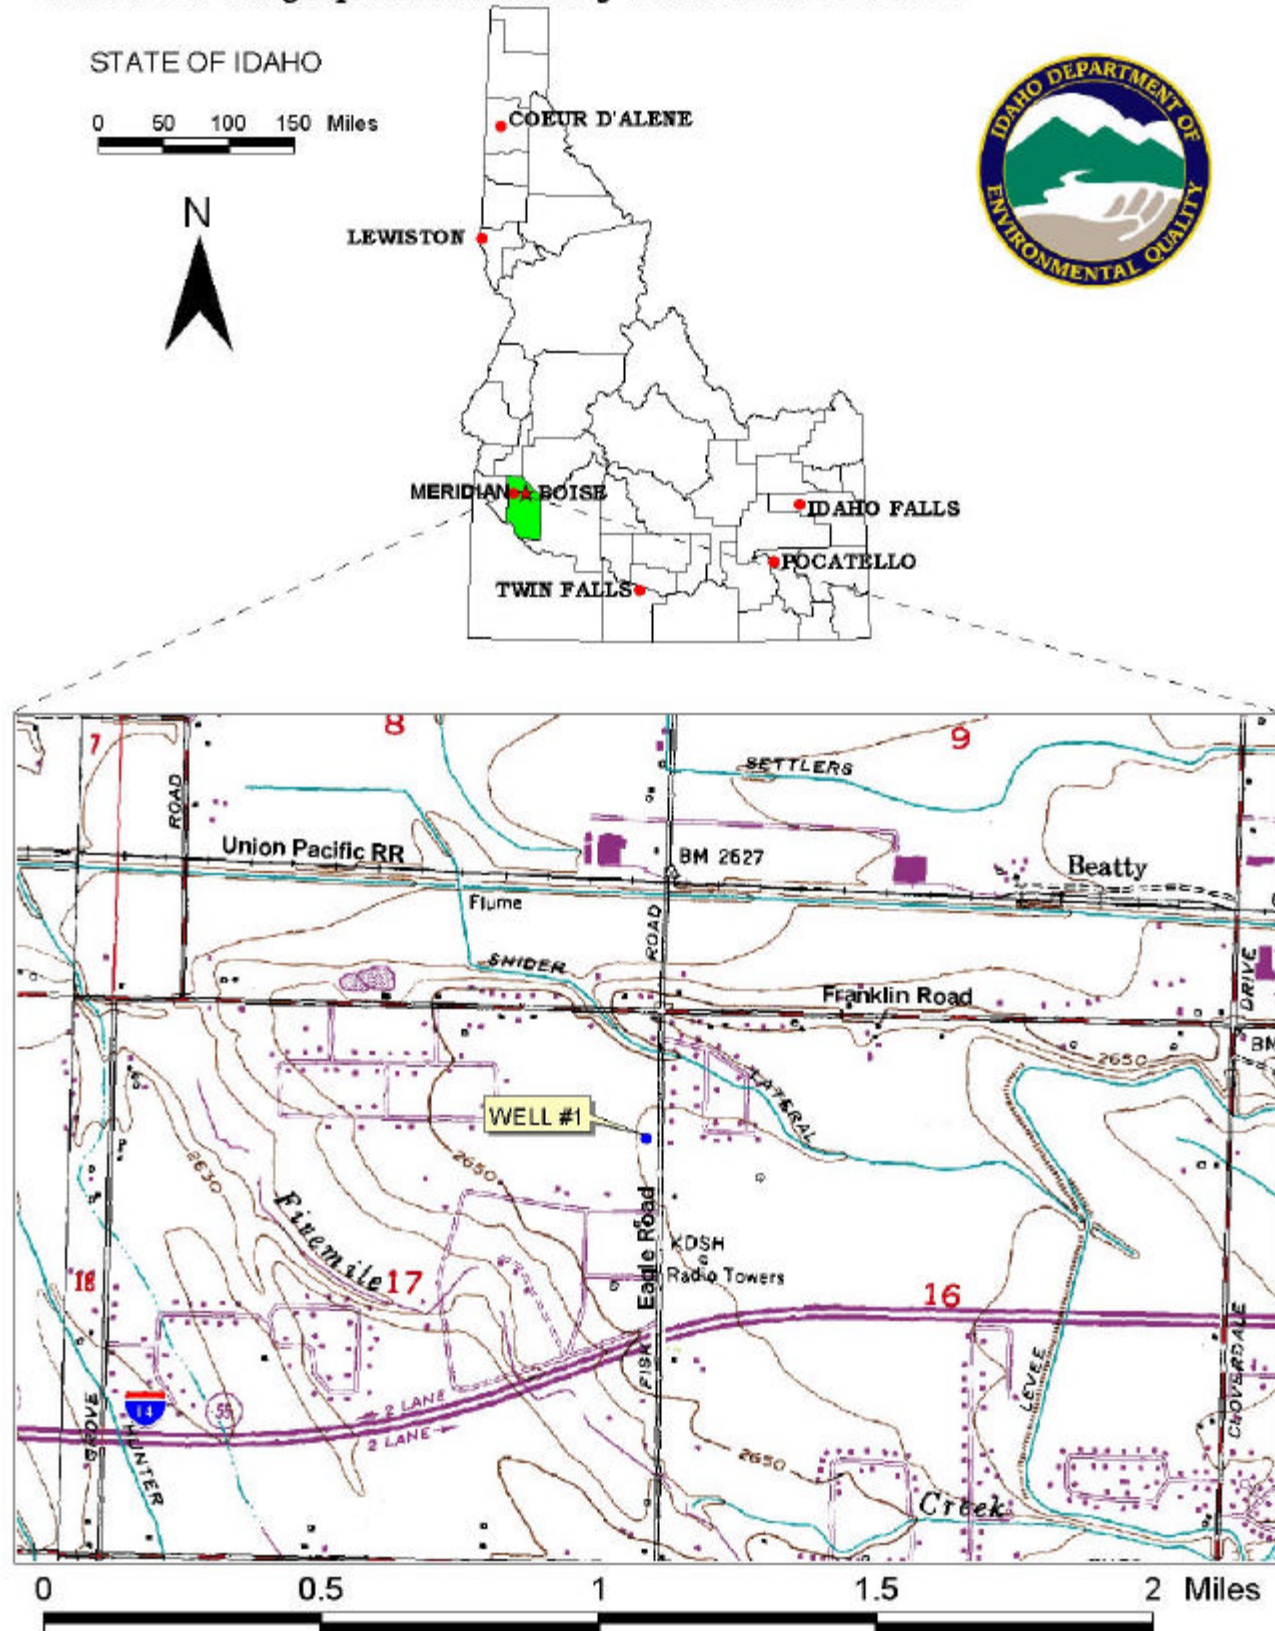 STATE OF IDAHO
0 50 100 150 Miles
N
IDAHO DEPARTMENT OF
ENVIRONMENTAL QUALITY
COEUR D'ALENE
LEWISTON
MERIDIAN
BOISE
IDAHO FALLS
POCATELLO
TWIN FALLS
7
8
9
SETTLERS
ROAD
Union Pacific RR
BM 2627
Beatty
Flume
ROAD
SNIDER
DRIVE
Franklin Road
BM
2650
LATERAL
WELL #1
2630
2650
Fivemile
Eagle Road
KDSH
Radio Towers
18
17
16
FISK
LEVEE
CLOVERDALE
14
55
2 LANE
2 LANE
GROVE
HUNTER
2650
Creek
0 0.5 1 1.5 2 Miles